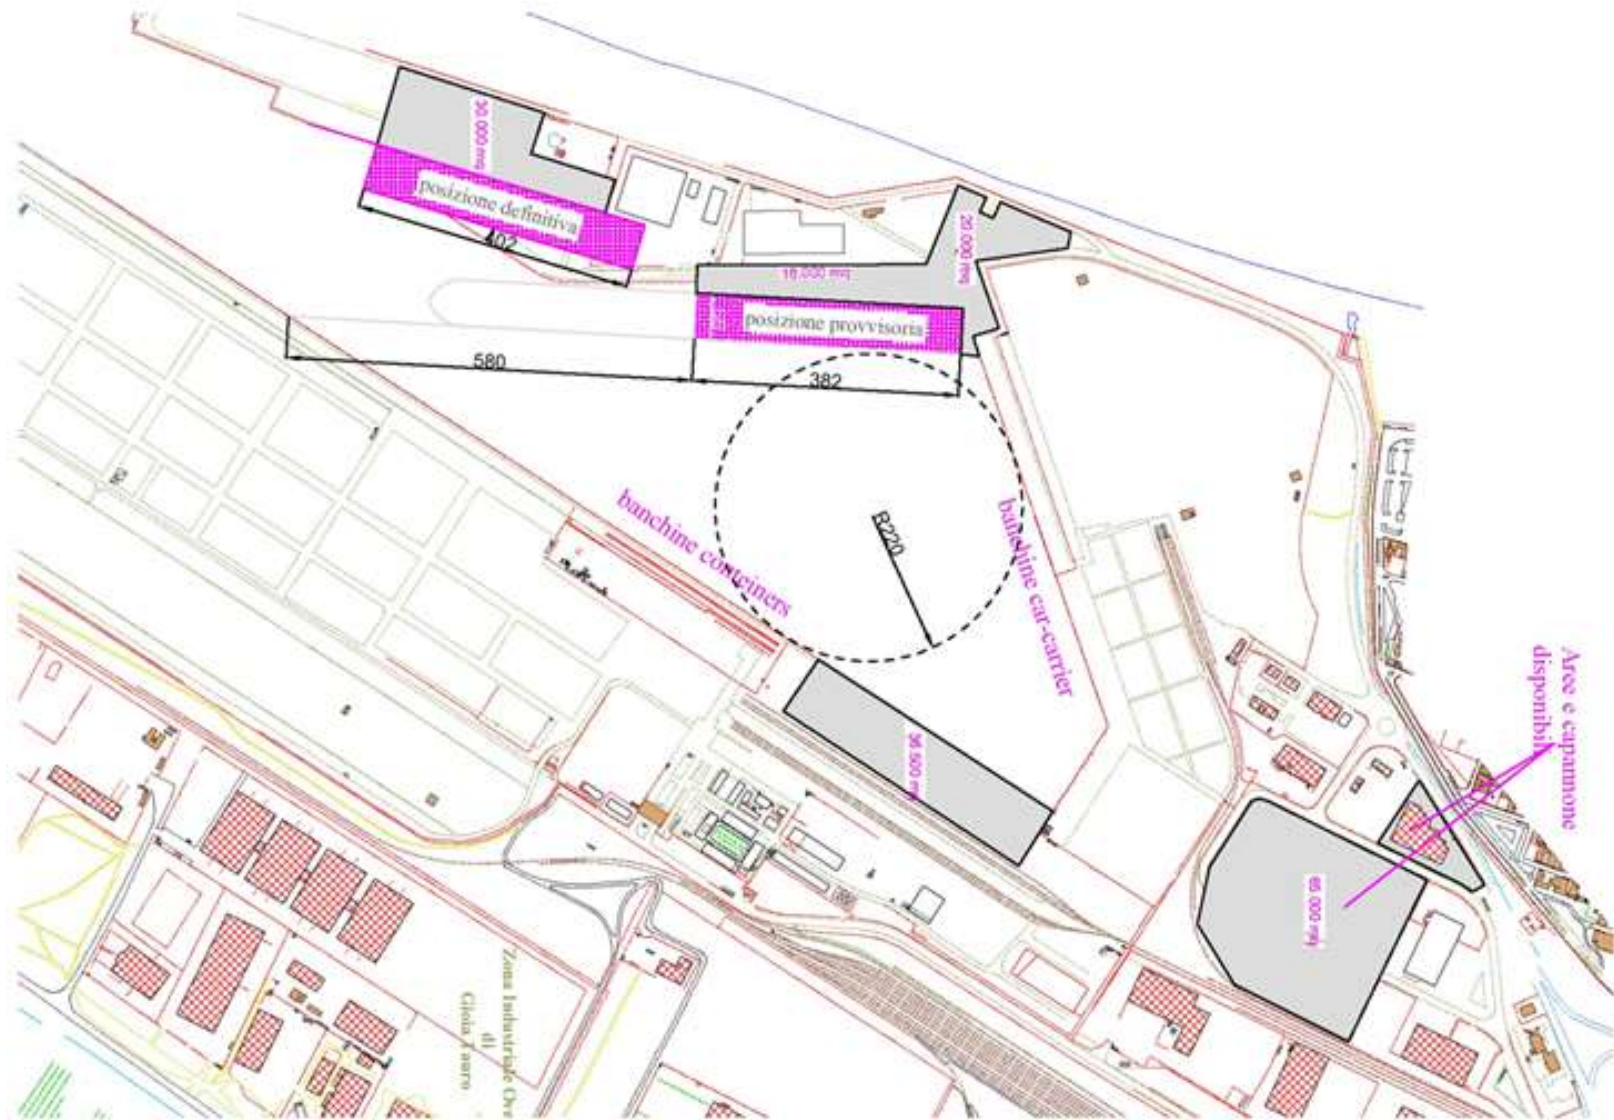 30.000 mq
posizione definitiva
402
20.000 mq
16.000 mq
posizione provvisoria
580
382
R220
banchine conteiners
banchine car-carrier
36.500 mq
65.000 mq
Aree e capannone
disponibili
Zona Industriale
di
Gioia Tauro